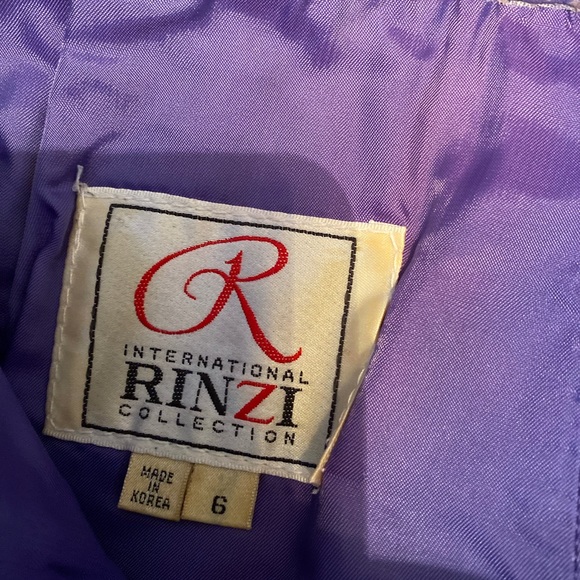 R
INTERNATIONAL
RINZI
COLLECTION
MADE
IN
KOREA
6